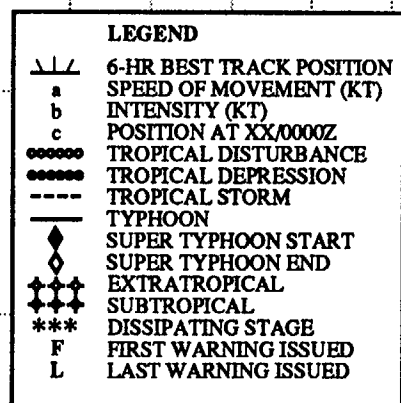 LEGEND
6-HR BEST TRACK POSITION
a SPEED OF MOVEMENT (KT)
b INTENSITY (KT)
c POSITION AT XX/0000Z
TROPICAL DISTURBANCE
TROPICAL DEPRESSION
TROPICAL STORM
TYPHOON
SUPER TYPHOON START
SUPER TYPHOON END
EXTRATROPICAL
SUBTROPICAL
*** DISSIPATING STAGE
F FIRST WARNING ISSUED
L LAST WARNING ISSUED